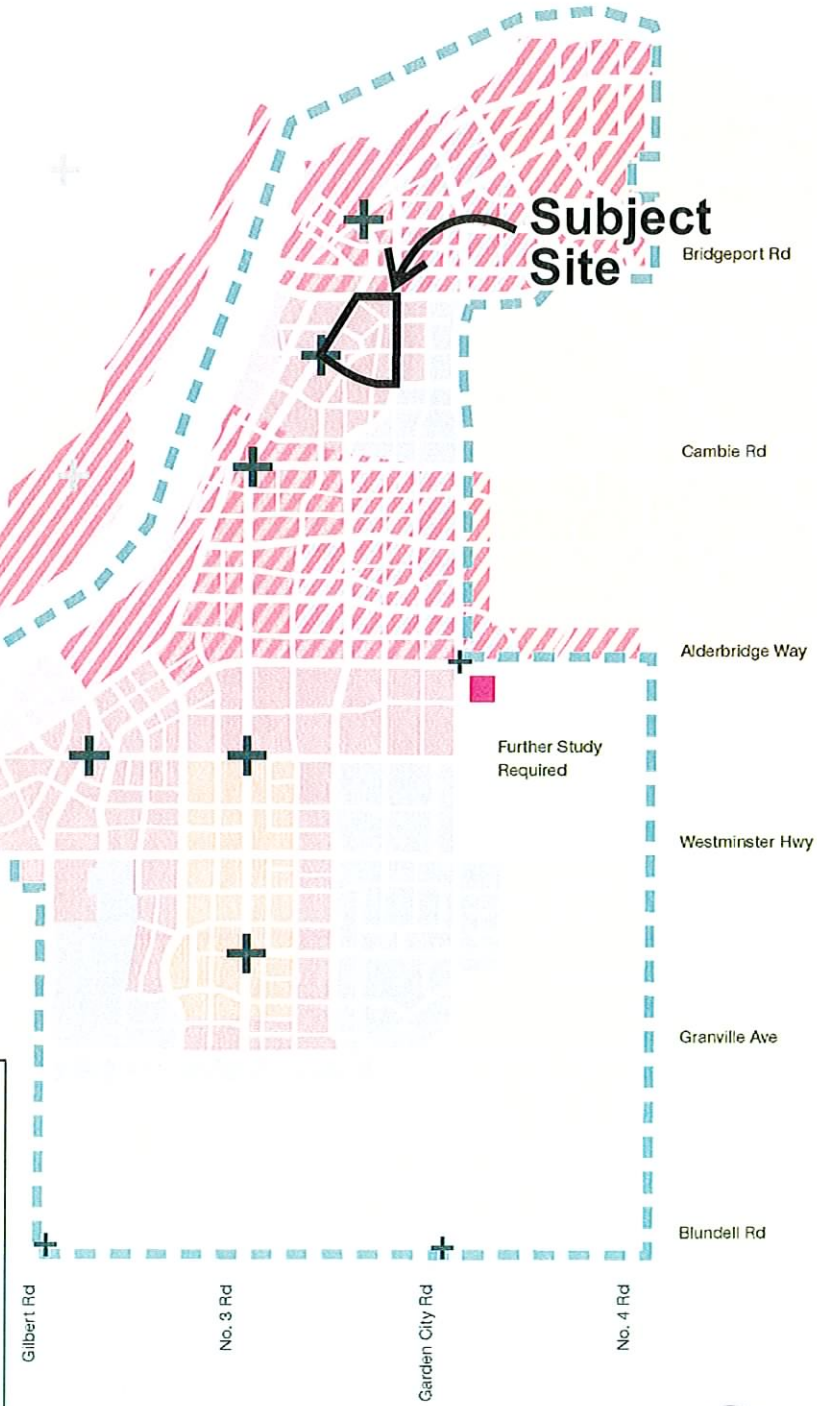 Subject
Site
Bridgeport Rd
Cambie Rd
Alderbridge Way
Further Study
Required
Westminster Hwy
Granville Ave
Blundell Rd
Gilbert Rd
No. 3 Rd
Garden City Rd
No. 4 Rd